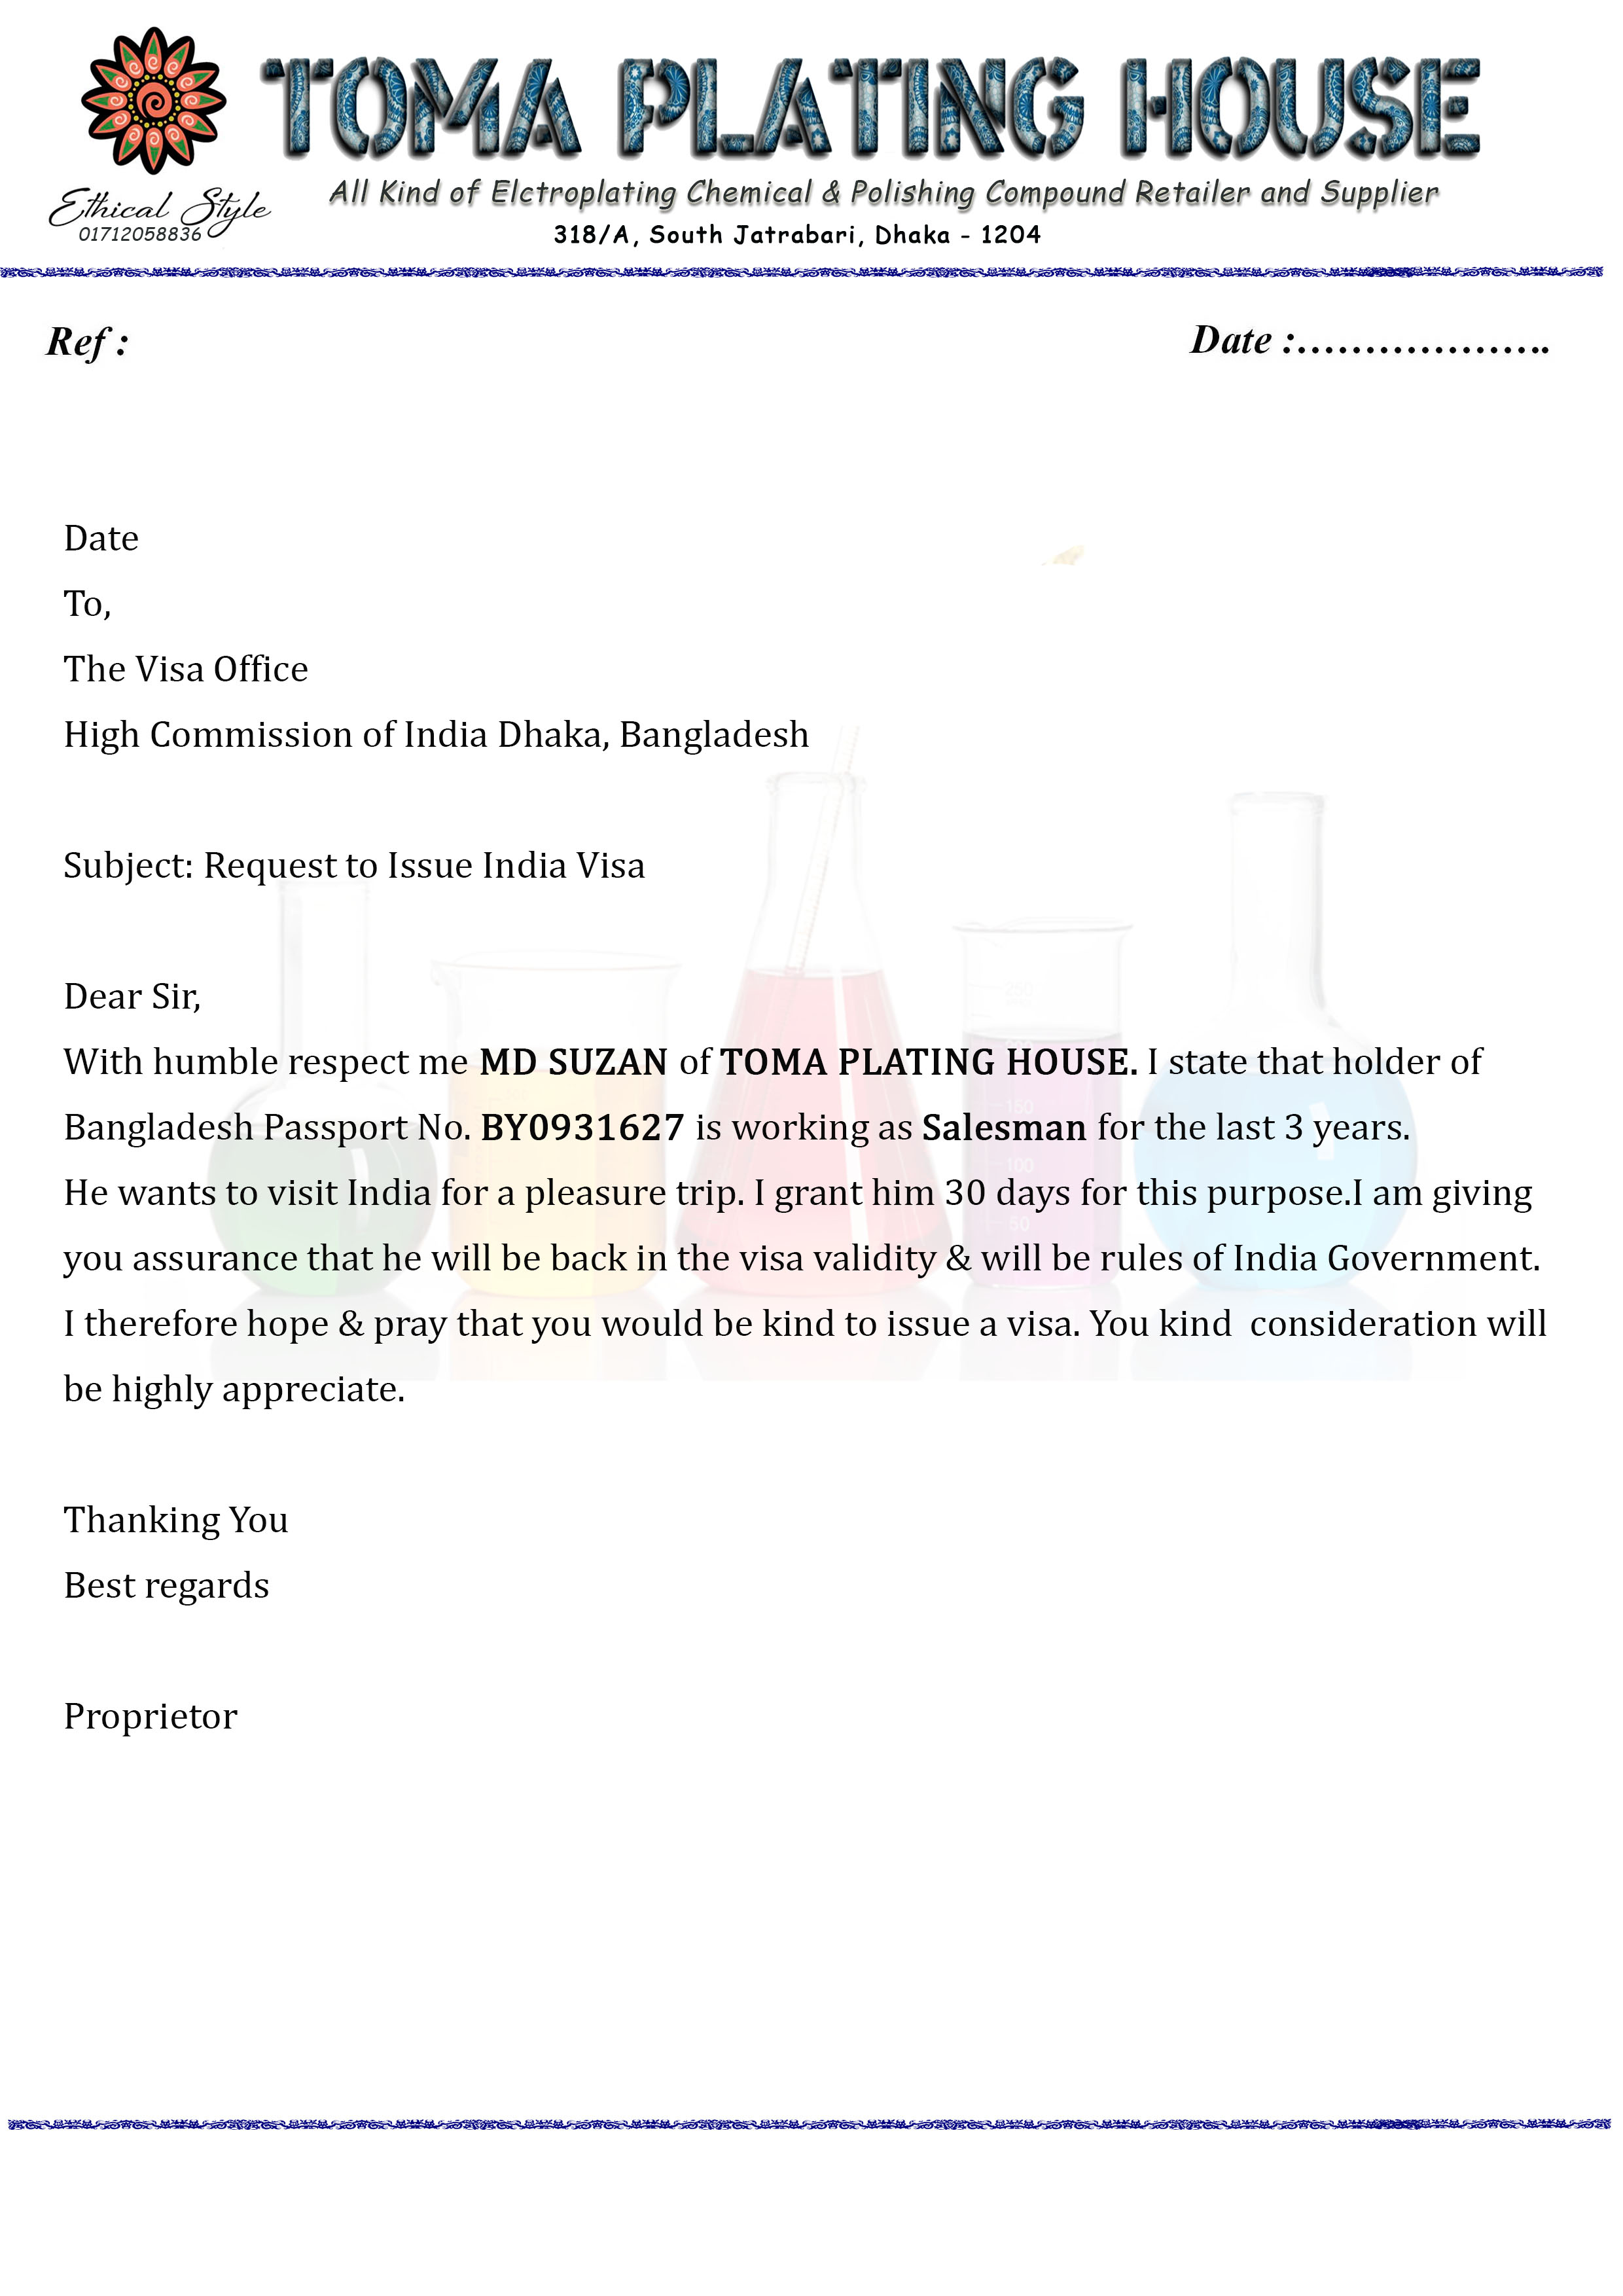 TOMA PLATING HOUSE
All Kind of Elctroplating Chemical & Polishing Compound Retailer and Supplier
Ethical Style
01712058836
318/A, South Jatrabari, Dhaka - 1204
Ref :
Date :...................
Date
To,
The Visa Office
High Commission of India Dhaka, Bangladesh
Subject: Request to Issue India Visa
Dear Sir,
With humble respect me MD SUZAN of TOMA PLATING HOUSE. I state that holder of
Bangladesh Passport No. BY0931627 is working as Salesman for the last 3 years.
He wants to visit India for a pleasure trip. I grant him 30 days for this purpose.I am giving
you assurance that he will be back in the visa validity & will be rules of India Government.
I therefore hope & pray that you would be kind to issue a visa. You kind  consideration will
be highly appreciate.
Thanking You
Best regards
Proprietor
250
150
100
50